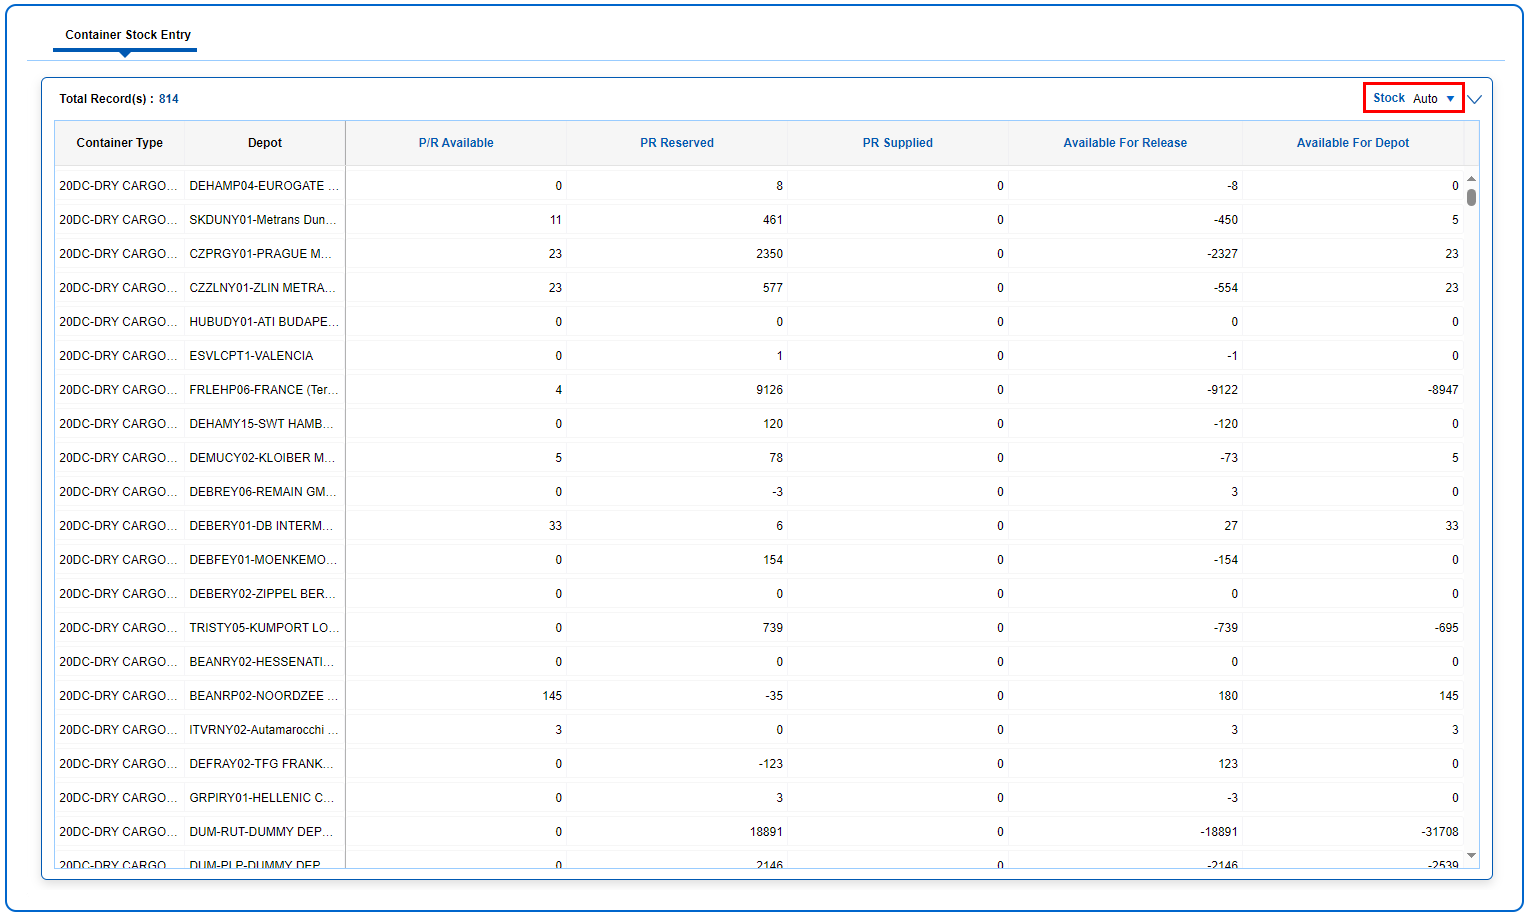 Container Stock Entry
Total Record(s) : 814 Stock Auto
Container Type Depot P/R Available PR Reserved PR Supplied Available For Release Available For Depot
20DC-DRY CARGO... DEHAMP04-EUROGATE ... 0 8 0 -8 0
20DC-DRY CARGO... SKDUNY01-Metrans Dun... 11 461 0 -450 5
20DC-DRY CARGO... CZPRGY01-PRAGUE M... 23 2350 0 -2327 23
20DC-DRY CARGO... CZZLNY01-ZLIN METRA... 23 577 0 -554 23
20DC-DRY CARGO... HUBUDY01-ATI BUDAPE... 0 0 0 0 0
20DC-DRY CARGO... ESVLCPT1-VALENCIA 0 1 0 -1 0
20DC-DRY CARGO... FRLEHP06-FRANCE (Ter... 4 9126 0 -9122 -8947
20DC-DRY CARGO... DEHAMY15-SWT HAMB... 0 120 0 -120 0
20DC-DRY CARGO... DEMUCY02-KLOIBER M... 5 78 0 -73 5
20DC-DRY CARGO... DEBREY06-REMAIN GM... 0 -3 0 3 0
20DC-DRY CARGO... DEBERY01-DB INTERM... 33 6 0 27 33
20DC-DRY CARGO... DEBFEY01-MOENKEMO... 0 154 0 -154 0
20DC-DRY CARGO... DEBERY02-ZIPPEL BER... 0 0 0 0 0
20DC-DRY CARGO... TRISTY05-KUMPORT LO... 0 739 0 -739 -695
20DC-DRY CARGO... BEANRY02-HESSENATI... 0 0 0 0 0
20DC-DRY CARGO... BEANRP02-NOORDZEE ... 145 -35 0 180 145
20DC-DRY CARGO... ITVRNY02-Autamarocchi ... 3 0 0 3 3
20DC-DRY CARGO... DEFRAY02-TFG FRANK... 0 -123 0 123 0
20DC-DRY CARGO... GRPIRY01-HELLENIC C... 0 3 0 -3 0
20DC-DRY CARGO... DUM-RUT-DUMMY DEP... 0 18891 0 -18891 -31708
20DC-DRY CARGO... DUM-PLP-DUMMY DEP... 0 2146 0 -2146 -2539